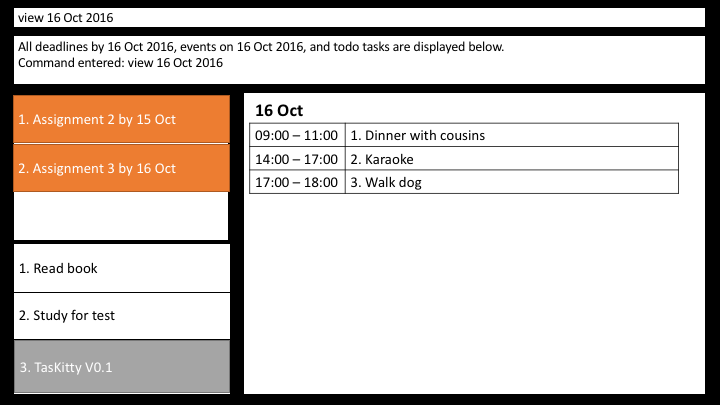 view 16 Oct 2016
All deadlines by 16 Oct 2016, events on 16 Oct 2016, and todo tasks are displayed below.
Command entered: view 16 Oct 2016
1. Assignment 2 by 15 Oct
2. Assignment 3 by 16 Oct
1. Read book
2. Study for test
3. TasKitty V0.1
16 Oct
09:00 – 11:00 1. Dinner with cousins
14:00 – 17:00 2. Karaoke
17:00 – 18:00 3. Walk dog